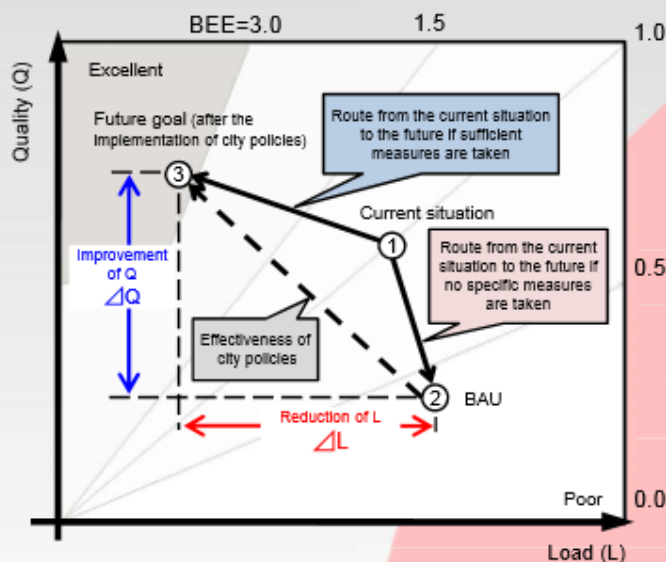 BEE=3.0
1.5
1.0
Excellent
Quality (Q)
Future goal (after the
Implementation of city policies)
Route from the current situation
to the future if sufficient
measures are taken
3
Current situation
1
Improvement
of Q
⊿Q
Route from the current
situation to the future if
no specific measures
are taken
0.5
Effectiveness of
city policies
2
BAU
Reduction of L
⊿L
Poor
0.0
Load (L)